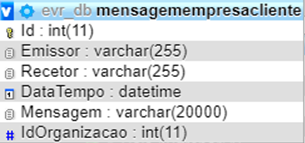 evr_db mensagemempresacliente
Id : int(11)
Emissor : varchar(255)
Recetor : varchar(255)
DataTempo : datetime
Mensagem : varchar(20000)
# IdOrganizacao : int(11)